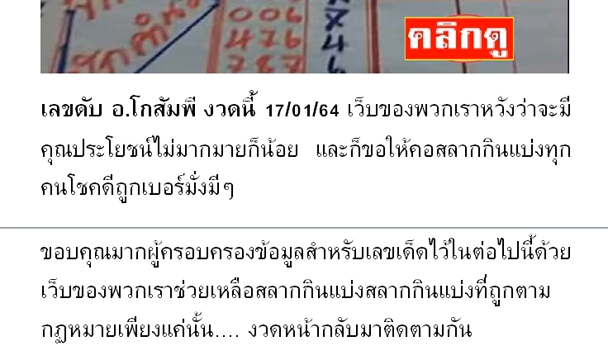 006
476
787
4
คลิกดู
เลขดับ อ.โกสัมพี งวดนี้ 17/01/64 เว็บของพวกเราหวังว่าจะมี
คุณประโยชน์ไม่มากมายก็น้อย และก็ขอให้คอสลากกินแบ่งทุก
คนโชคดีถูกเบอร์มั่งมีๆ
ขอบคุณมากผู้ครอบครองข้อมูลสำหรับเลขเด็ดไว้ในต่อไปนี้ด้วย
เว็บของพวกเราช่วยเหลือสลากกินแบ่งสลากกินแบ่งที่ถูกตาม
กฏหมายเพียงแค่นั้น.... งวดหน้ากลับมาติดตามกัน